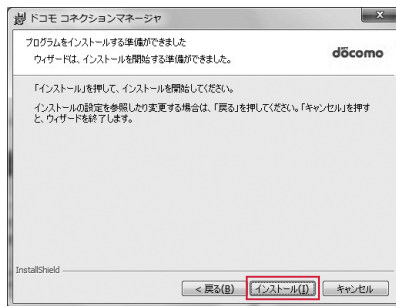 ドコモ コネクションマネージャ
プログラムをインストールする準備ができました
ウィザードは、インストールを開始する準備ができました。
döcomo
「インストール」を押して、インストールを開始してください。
インストールの設定を参照したり変更する場合は、「戻る」を押してください。「キャンセル」を押す
と、ウィザードを終了します。
InstallShield
< 戻る(B)
インストール(I)
キャンセル